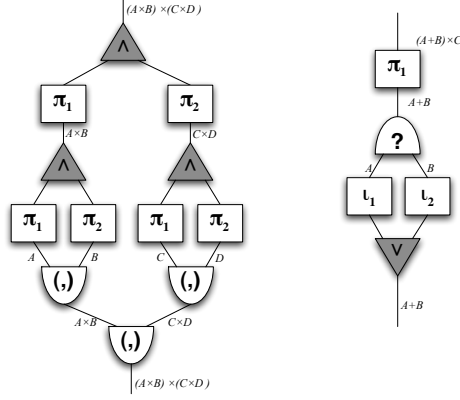 (A×B) ×(C×D )
∧
π₁ π₂
A×B C×D
∧ ∧
π₁ π₂ π₁ π₂
A B C D
(,) (,)
A×B C×D
(,)
(A×B) ×(C×D )
(A+B)×C
π₁
A+B
?
A B
ι₁ ι₂
∨
A+B